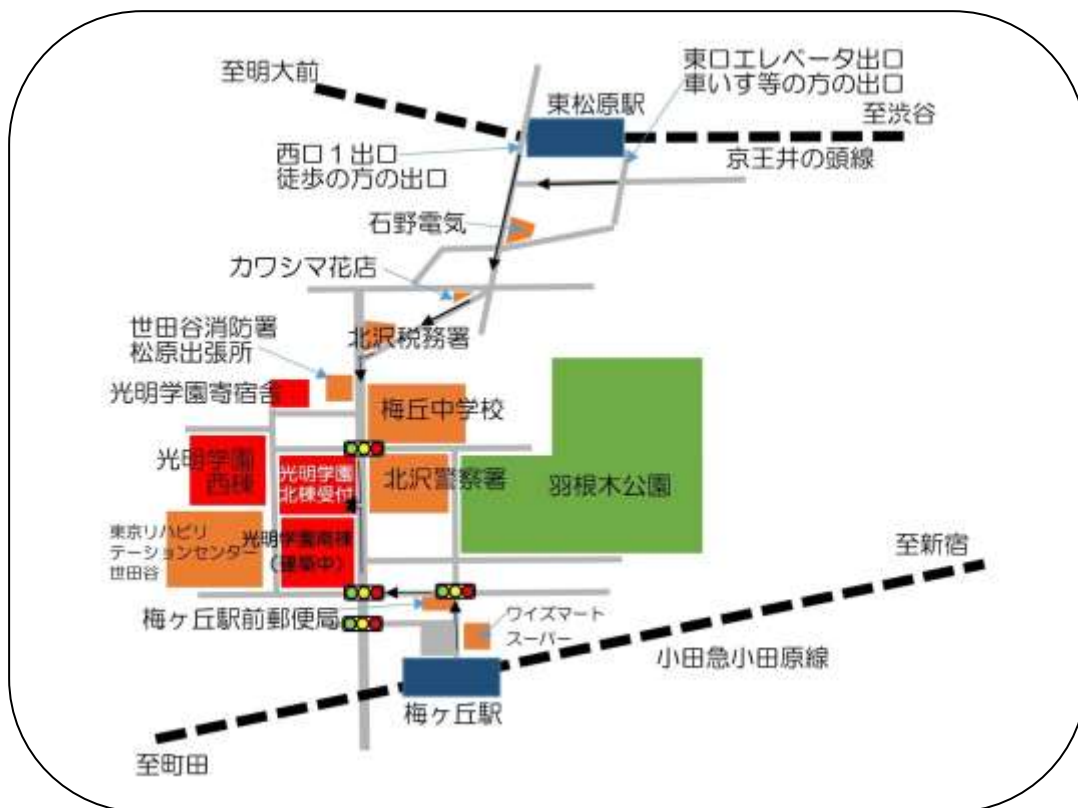 東口エレベータ出口
車いす等の方の出口
至明大前
東松原駅
至渋谷
京王井の頭線
西口1出口
徒歩の方の出口
石野電気
カワシマ花店
世田谷消防署
松原出張所
北沢税務署
光明学園寄宿舎
梅丘中学校
光明学園
西棟
光明学園
北棟受付
北沢警察署
羽根木公園
東京リハビリ
テーションセンター
世田谷
光明学園南棟
(建築中)
至新宿
梅ヶ丘駅前郵便局
ワイズマート
スーパー
小田急小田原線
梅ヶ丘駅
至町田